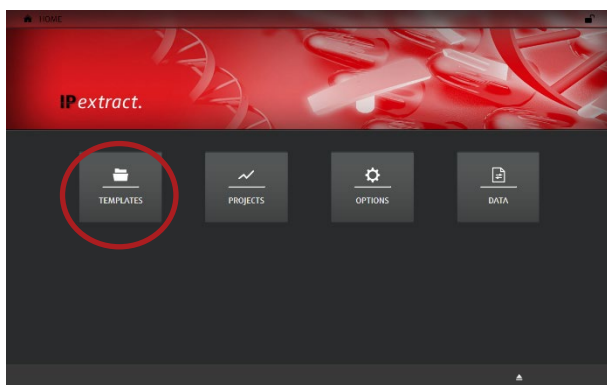 HOME
IPextract.
TEMPLATES
PROJECTS
OPTIONS
DATA